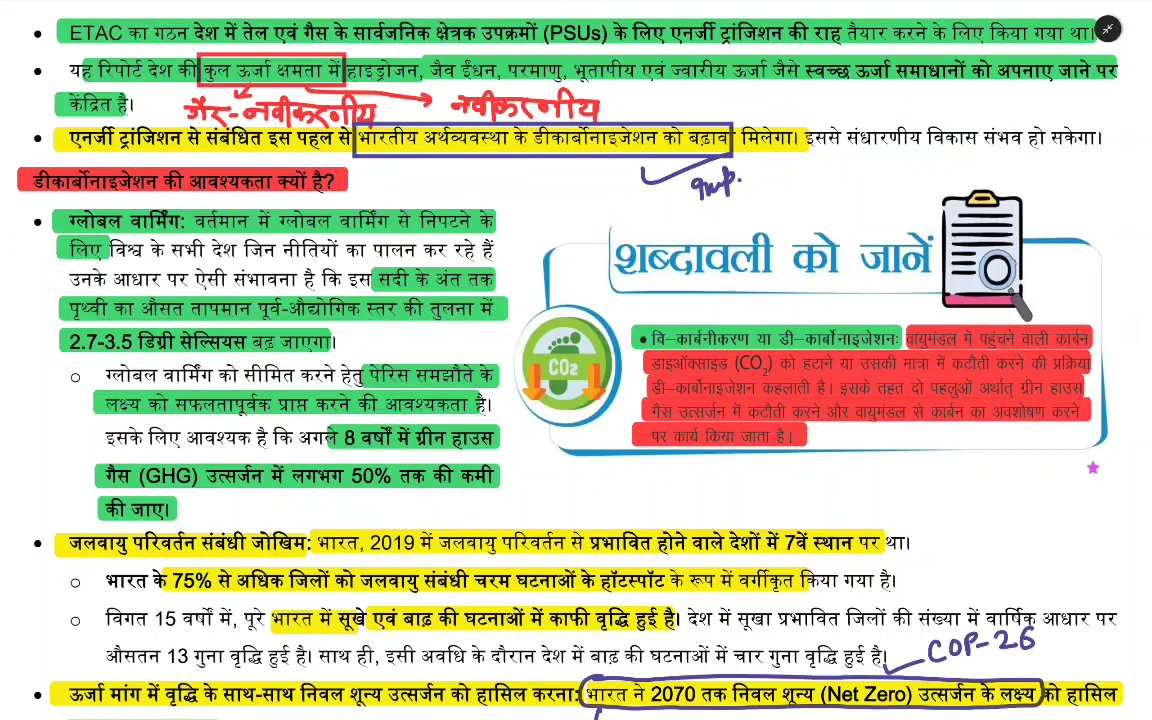 ETAC का गठन देश में तेल एवं गैस के सार्वजनिक क्षेत्रक उपक्रमों (PSUs) के लिए एनर्जी ट्रांजिशन की राह तैयार करने के लिए किया गया था।
यह रिपोर्ट देश की कुल ऊर्जा क्षमता में हाइड्रोजन, जैव ईंधन, परमाणु, भूतापीय एवं ज्वारीय ऊर्जा जैसे स्वच्छ ऊर्जा समाधानों को अपनाए जाने पर
केंद्रित है।
गैर-नवीकरणीय
नवीकरणीय
एनर्जी ट्रांजिशन से संबंधित इस पहल से भारतीय अर्थव्यवस्था के डीकार्बोनाइजेशन को बढ़ाव मिलेगा। इससे संधारणीय विकास संभव हो सकेगा।
Imp.
डीकार्बोनाइजेशन की आवश्यकता क्यों है?
ग्लोबल वार्मिंग: वर्तमान में ग्लोबल वार्मिंग से निपटने के
लिए विश्व के सभी देश जिन नीतियों का पालन कर रहे हैं
उनके आधार पर ऐसी संभावना है कि इस सदी के अंत तक
पृथ्वी का औसत तापमान पूर्व-औद्योगिक स्तर की तुलना में
2.7-3.5 डिग्री सेल्सियस बढ़ जाएगा।
ग्लोबल वार्मिंग को सीमित करने हेतु पेरिस समझौते के
लक्ष्य को सफलतापूर्वक प्राप्त करने की आवश्यकता है।
इसके लिए आवश्यक है कि अगले 8 वर्षों में ग्रीन हाउस
गैस (GHG) उत्सर्जन में लगभग 50% तक की कमी
की जाए।
शब्दावली को जानें
CO₂
वि-कार्बनीकरण या डी-कार्बोनाइजेशन: वायुमंडल में पहुंचने वाली कार्बन
डाइऑक्साइड (CO₂) को हटाने या उसकी मात्रा में कटौती करने की प्रक्रिया
डी-कार्बोनाइजेशन कहलाती है। इसके तहत दो पहलुओं अर्थात् ग्रीन हाउस
गैस उत्सर्जन में कटौती करने और वायुमंडल से कार्बन का अवशोषण करने
पर कार्य किया जाता है।
जलवायु परिवर्तन संबंधी जोखिम: भारत, 2019 में जलवायु परिवर्तन से प्रभावित होने वाले देशों में 7वें स्थान पर था।
भारत के 75% से अधिक जिलों को जलवायु संबंधी चरम घटनाओं के हॉटस्पॉट के रूप में वर्गीकृत किया गया है।
विगत 15 वर्षों में, पूरे भारत में सूखे एवं बाढ़ की घटनाओं में काफी वृद्धि हुई है। देश में सूखा प्रभावित जिलों की संख्या में वार्षिक आधार पर
औसतन 13 गुना वृद्धि हुई है। साथ ही, इसी अवधि के दौरान देश में बाढ़ की घटनाओं में चार गुना वृद्धि हुई है।
COP-26
ऊर्जा मांग में वृद्धि के साथ-साथ निवल शून्य उत्सर्जन को हासिल करना: भारत ने 2070 तक निवल शून्य (Net Zero) उत्सर्जन के लक्ष्य को हासिल